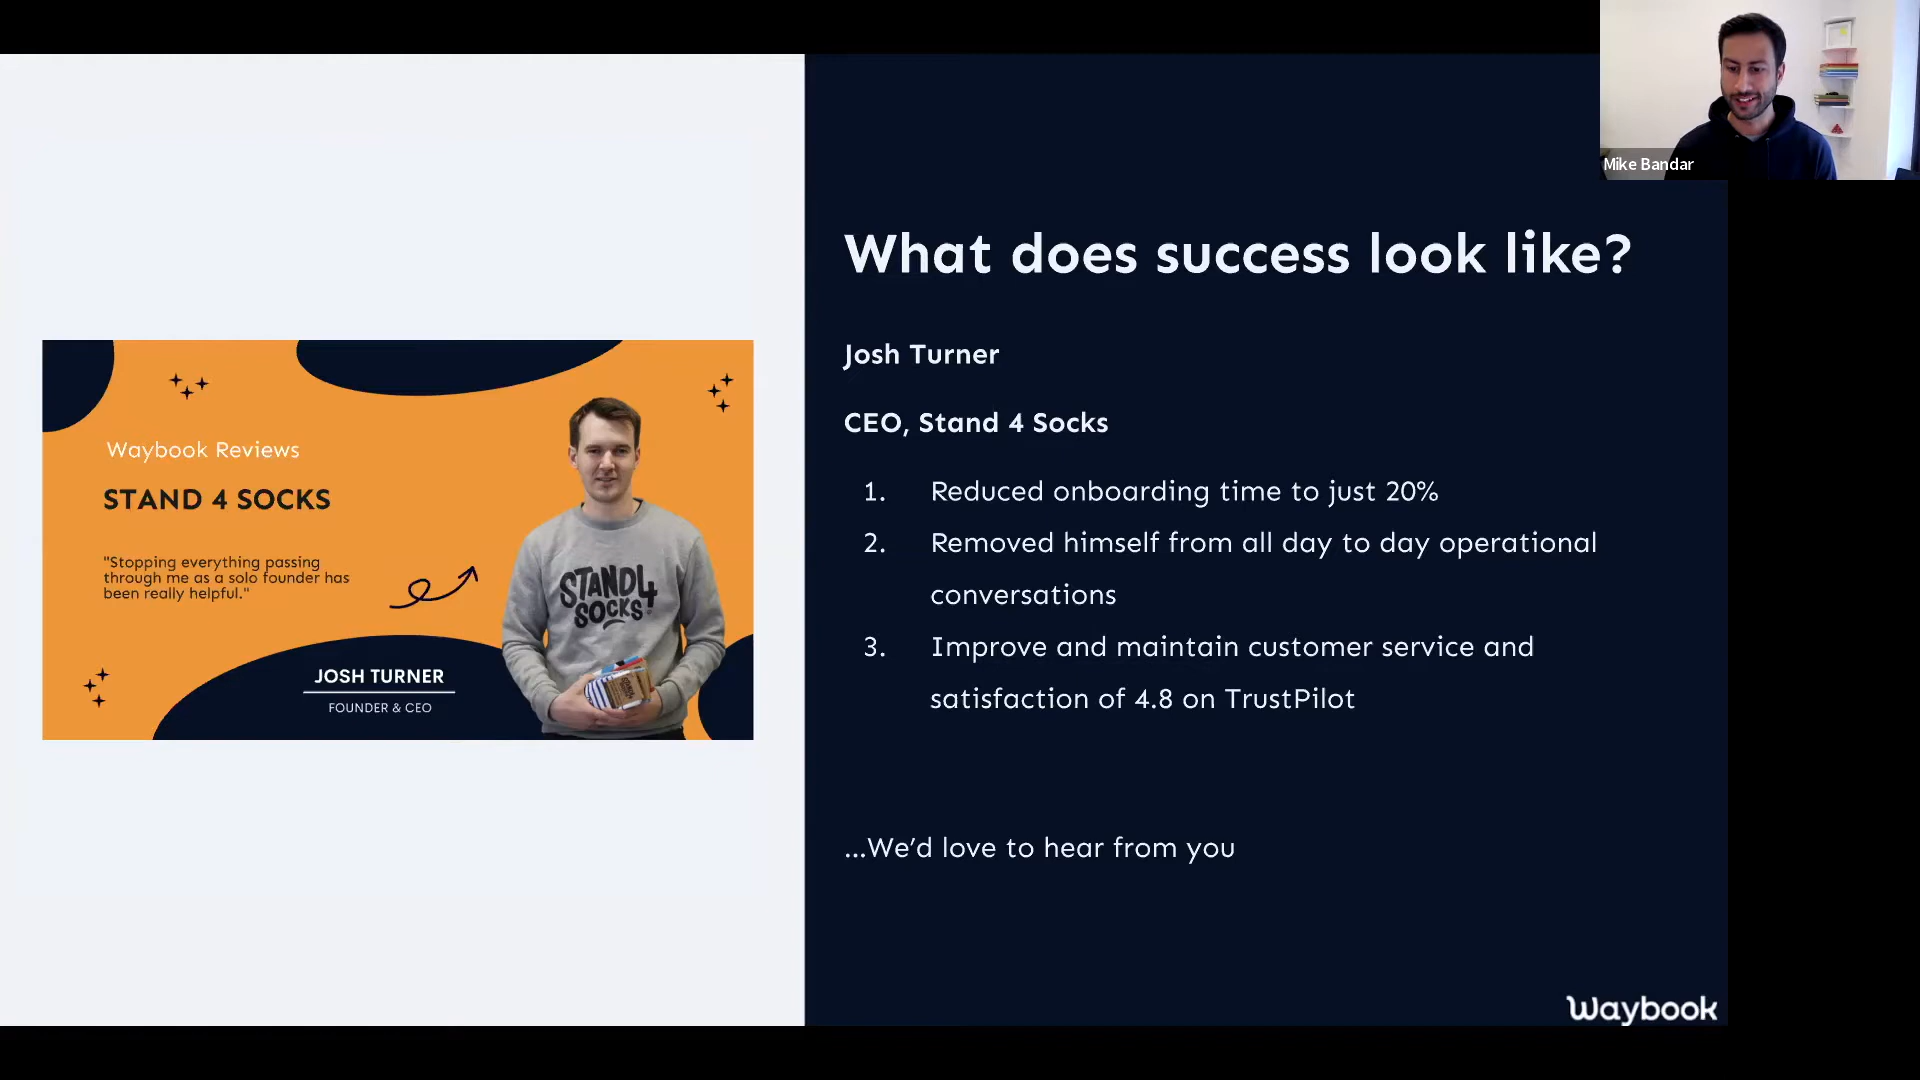 Mike Bandar
What does success look like?
Josh Turner
CEO, Stand 4 Socks
1. Reduced onboarding time to just 20%
2. Removed himself from all day to day operational
conversations
3. Improve and maintain customer service and
satisfaction of 4.8 on TrustPilot
...We'd love to hear from you
Waybook
Waybook Reviews
STAND 4 SOCKS
"Stopping everything passing
through me as a solo founder has
been really helpful."
STAND4
SOCKS
JOSH TURNER
FOUNDER & CEO